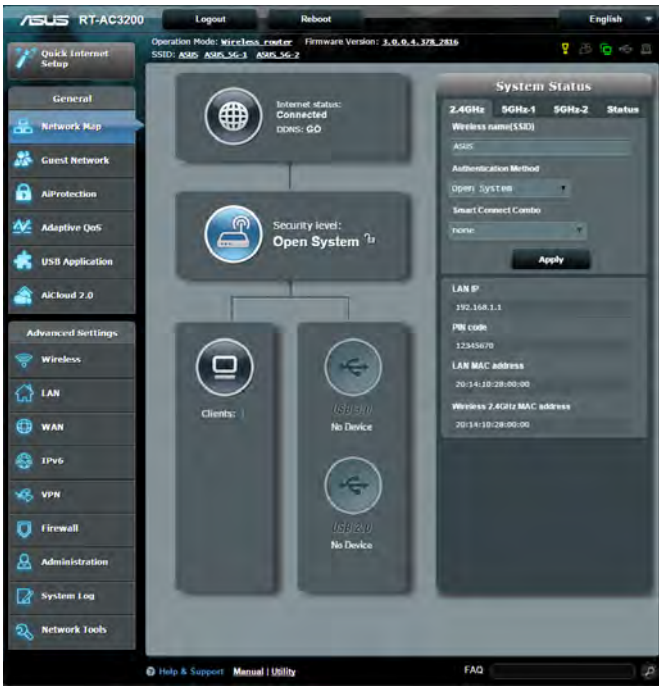 ASUS RT-AC3200 Logout Reboot English
Quick Internet Setup
Operation Mode: Wireless router Firmware Version: 3.0.0.4.378_2816
SSID: ASUS ASUS_5G-1 ASUS_5G-2
General
Network Map
Guest Network
AiProtection
Adaptive QoS
USB Application
AiCloud 2.0
Advanced Settings
Wireless
LAN
WAN
IPv6
VPN
Firewall
Administration
System Log
Network Tools
Internet status:
Connected
DDNS: GO
Security level:
Open System
Clients:
USB 3.0
No Device
USB 2.0
No Device
System Status
2.4GHz 5GHz-1 5GHz-2 Status
Wireless name(SSID)
ASUS
Authentication Method
Open System
Smart Connect Combo
none
Apply
LAN IP
192.168.1.1
PIN code
12345670
LAN MAC address
20:14:10:28:00:00
Wireless 2.4GHz MAC address
20:14:10:28:00:00
Help & Support Manual | Utility FAQ